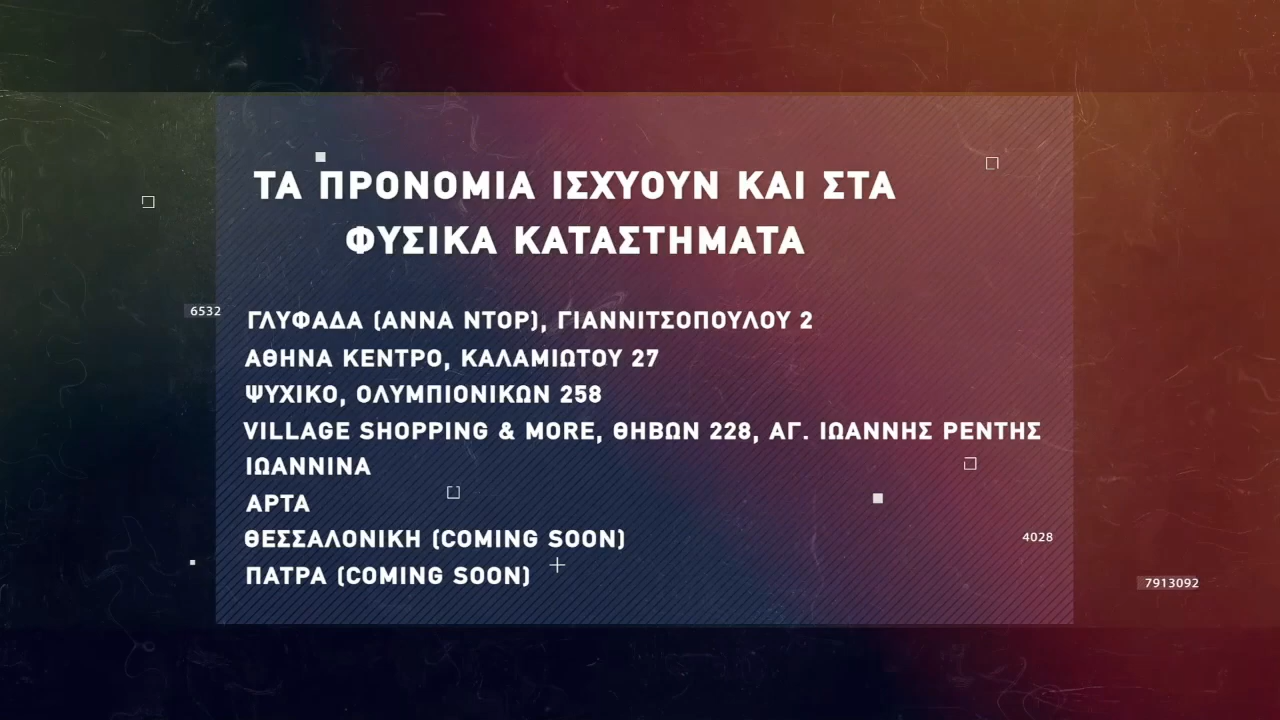 ΤΑ ΠΡΟΝΟΜΙΑ ΙΣΧΥΟΥΝ ΚΑΙ ΣΤΑ
ΦΥΣΙΚΑ ΚΑΤΑΣΤΗΜΑΤΑ
6532
ΓΛΥΦΑΔΑ (ΑΝΝΑ ΝΤΟΡ), ΓΙΑΝΝΙΤΣΟΠΟΥΛΟΥ 2
ΑΘΗΝΑ ΚΕΝΤΡΟ, ΚΑΛΑΜΙΩΤΟΥ 27
ΨΥΧΙΚΟ, ΟΛΥΜΠΙΟΝΙΚΩΝ 258
VILLAGE SHOPPING & MORE, ΘΗΒΩΝ 228, ΑΓ. ΙΩΑΝΝΗΣ ΡΕΝΤΗΣ
ΙΩΑΝΝΙΝΑ
ΑΡΤΑ
ΘΕΣΣΑΛΟΝΙΚΗ (COMING SOON)
4028
ΠΑΤΡΑ (COMING SOON)
7913092